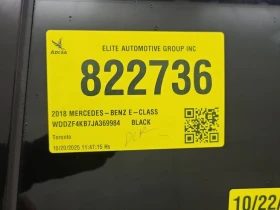 ADESA
ELITE AUTOMOTIVE GROUP INC
822736
2018 MERCEDES-BENZ E-CLASS
WDDZF4KB7JA369984 BLACK
Toronto
10/20/2025 11:47:15
10/22